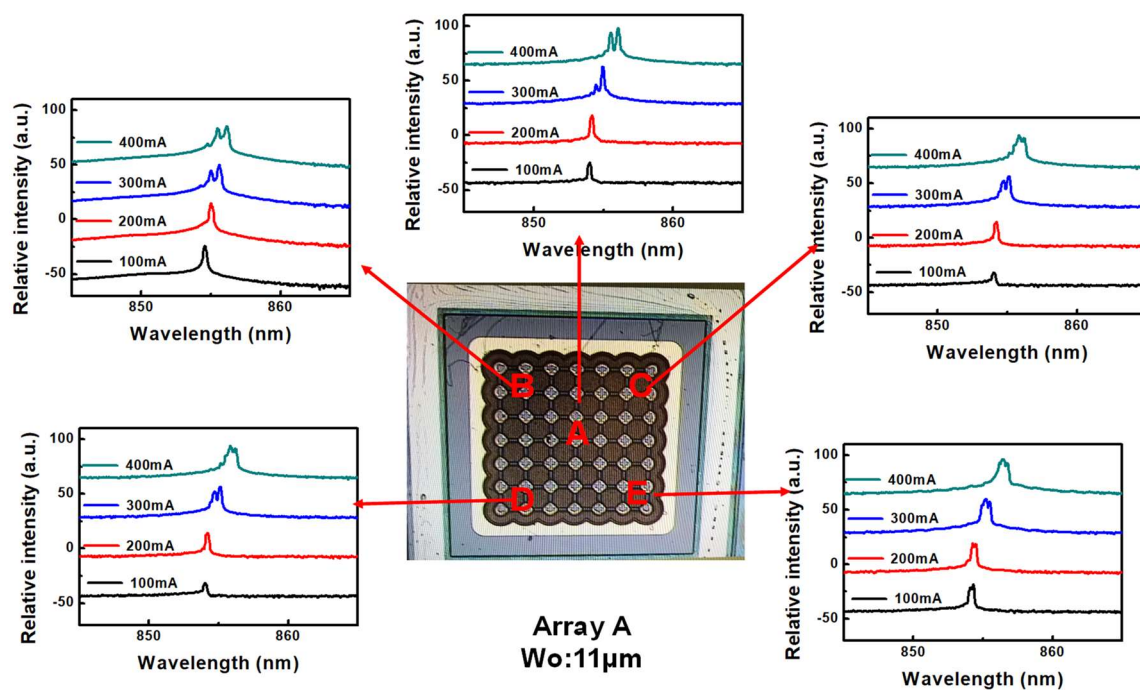 100
50
0
-50
Relative intensity (a.u.)
400mA
300mA
200mA
100mA
850
860
Wavelength (nm)
100
50
0
-50
Relative intensity (a.u.)
400mA
300mA
200mA
100mA
850
860
Wavelength (nm)
100
50
0
-50
Relative intensity (a.u.)
400mA
300mA
200mA
100mA
850
860
Wavelength (nm)
B
C
A
D
E
100
50
0
-50
Relative intensity (a.u.)
400mA
300mA
200mA
100mA
850
860
Wavelength (nm)
100
50
0
-50
Relative intensity (a.u.)
400mA
300mA
200mA
100mA
850
860
Wavelength (nm)
Array A
Wo:11µm